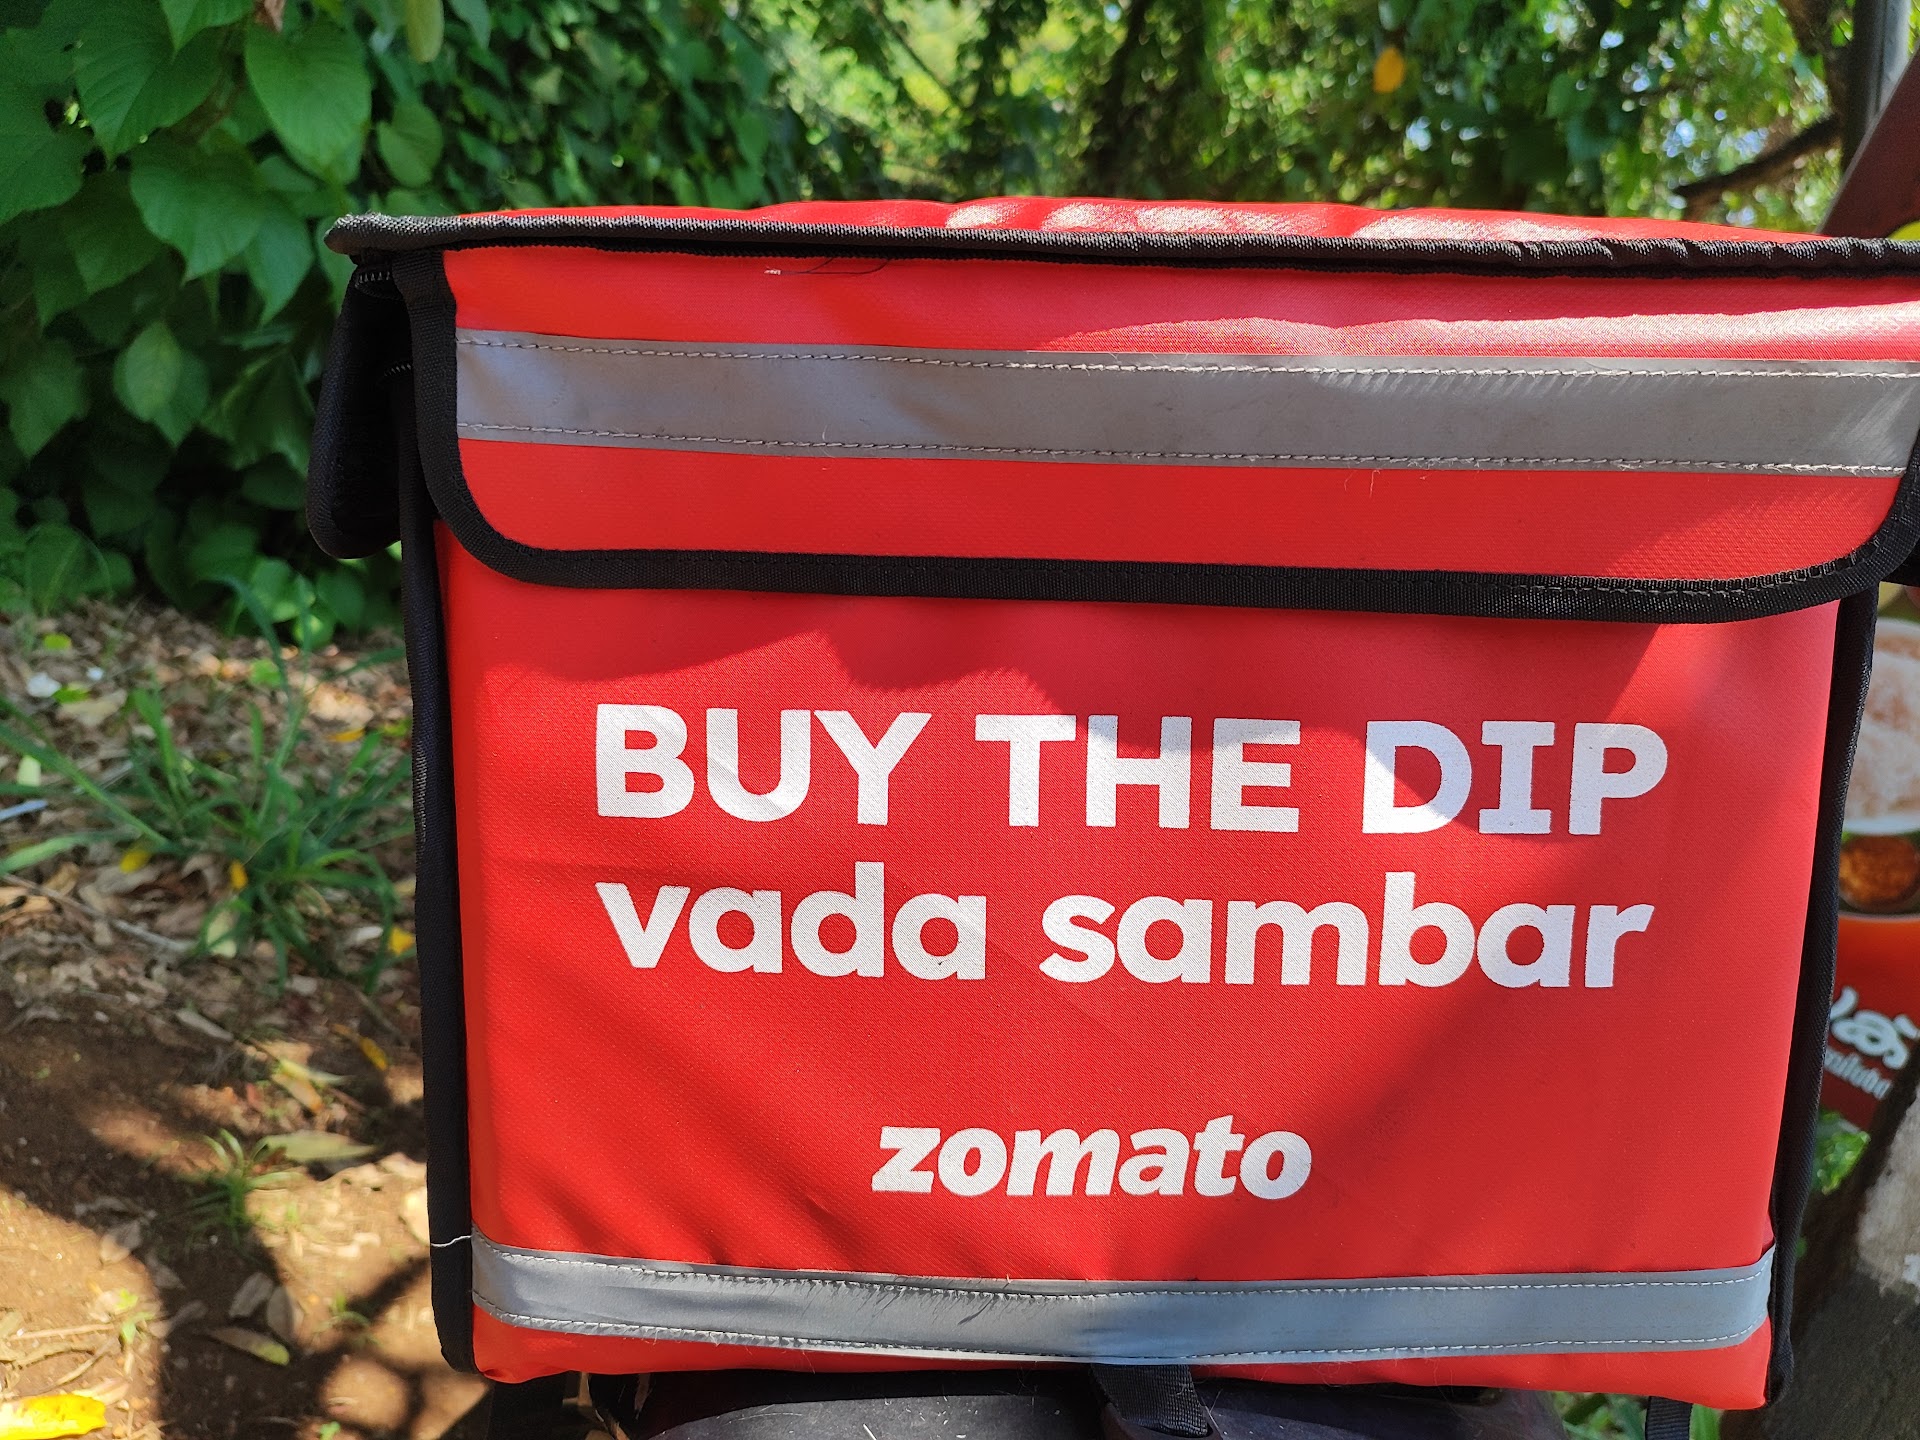 BUY THE DIP
vada sambar
zomato